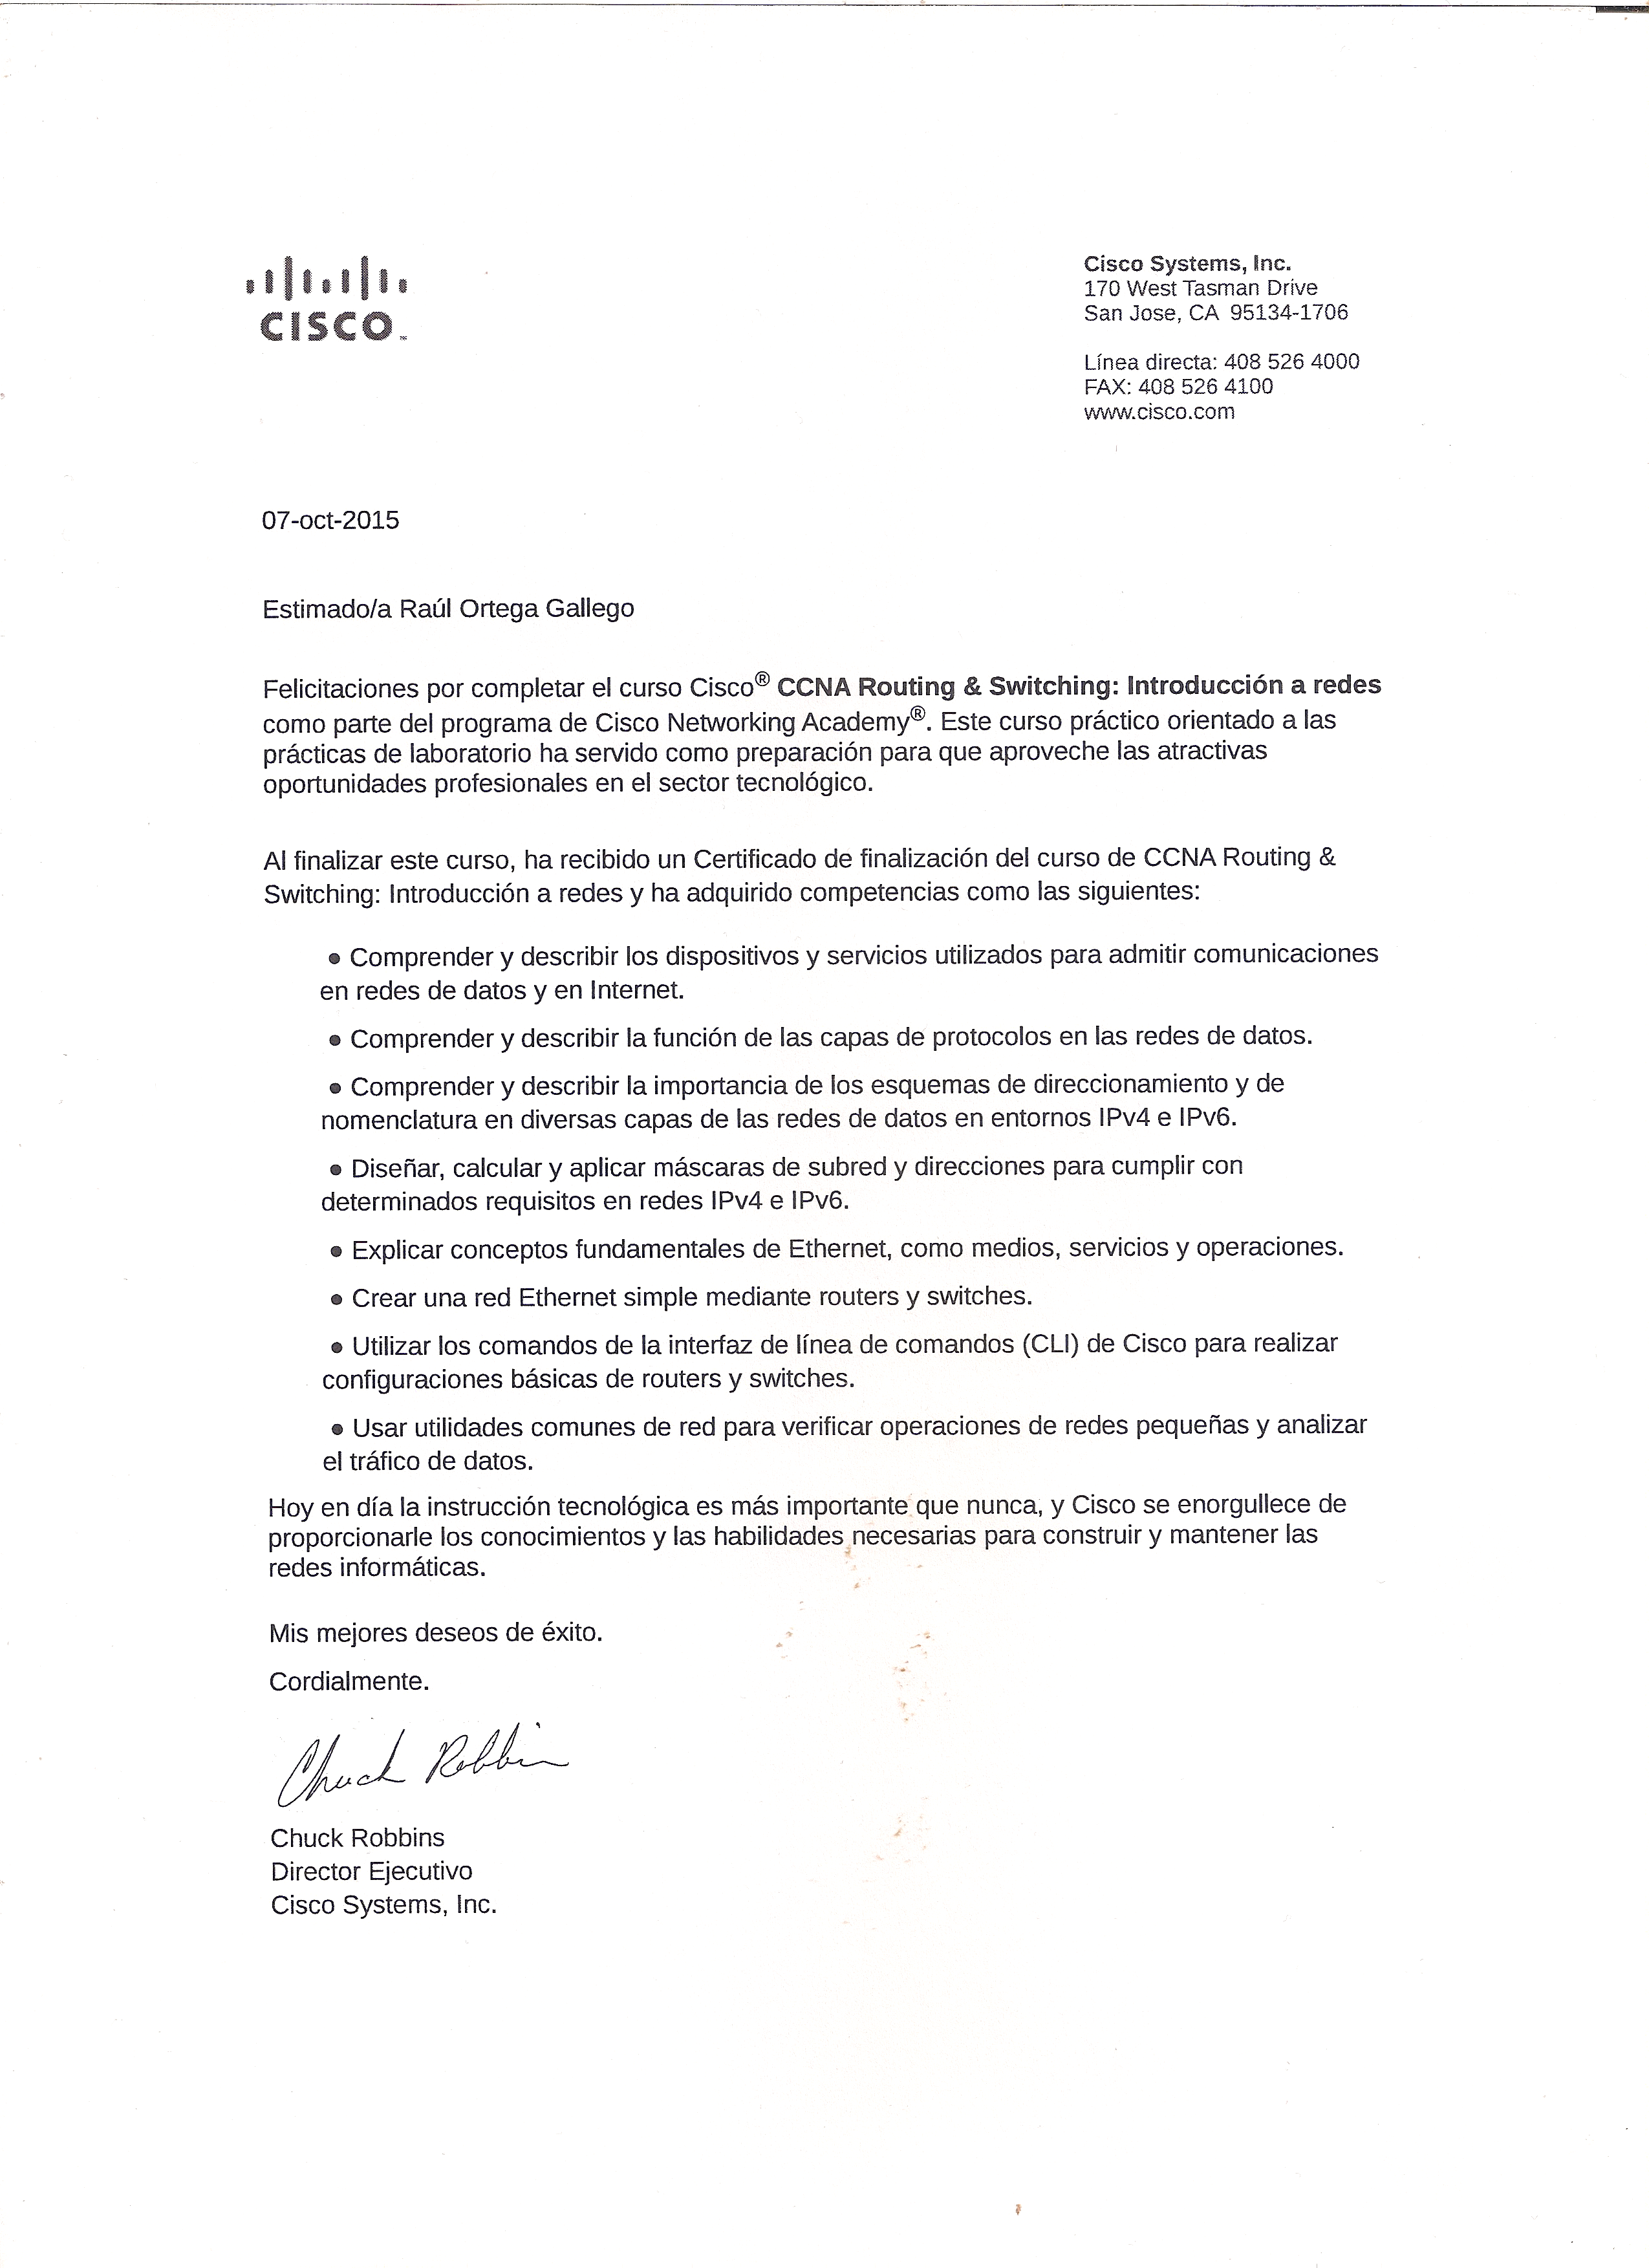 CISCO™
Cisco Systems, Inc.
170 West Tasman Drive
San Jose, CA 95134-1706
Línea directa: 408 526 4000
FAX: 408 526 4100
www.cisco.com
07-oct-2015
Estimado/a Raúl Ortega Gallego
Felicitaciones por completar el curso Cisco® CCNA Routing & Switching: Introducción a redes
como parte del programa de Cisco Networking Academy®. Este curso práctico orientado a las
prácticas de laboratorio ha servido como preparación para que aproveche las atractivas
oportunidades profesionales en el sector tecnológico.
Al finalizar este curso, ha recibido un Certificado de finalización del curso de CCNA Routing &
Switching: Introducción a redes y ha adquirido competencias como las siguientes:
● Comprender y describir los dispositivos y servicios utilizados para admitir comunicaciones
en redes de datos y en Internet.
● Comprender y describir la función de las capas de protocolos en las redes de datos.
● Comprender y describir la importancia de los esquemas de direccionamiento y de
nomenclatura en diversas capas de las redes de datos en entornos IPv4 e IPv6.
● Diseñar, calcular y aplicar máscaras de subred y direcciones para cumplir con
determinados requisitos en redes IPv4 e IPv6.
● Explicar conceptos fundamentales de Ethernet, como medios, servicios y operaciones.
● Crear una red Ethernet simple mediante routers y switches.
● Utilizar los comandos de la interfaz de línea de comandos (CLI) de Cisco para realizar
configuraciones básicas de routers y switches.
● Usar utilidades comunes de red para verificar operaciones de redes pequeñas y analizar
el tráfico de datos.
Hoy en día la instrucción tecnológica es más importante que nunca, y Cisco se enorgullece de
proporcionarle los conocimientos y las habilidades necesarias para construir y mantener las
redes informáticas.
Mis mejores deseos de éxito.
Cordialmente.
Chuck Robbins
Chuck Robbins
Director Ejecutivo
Cisco Systems, Inc.